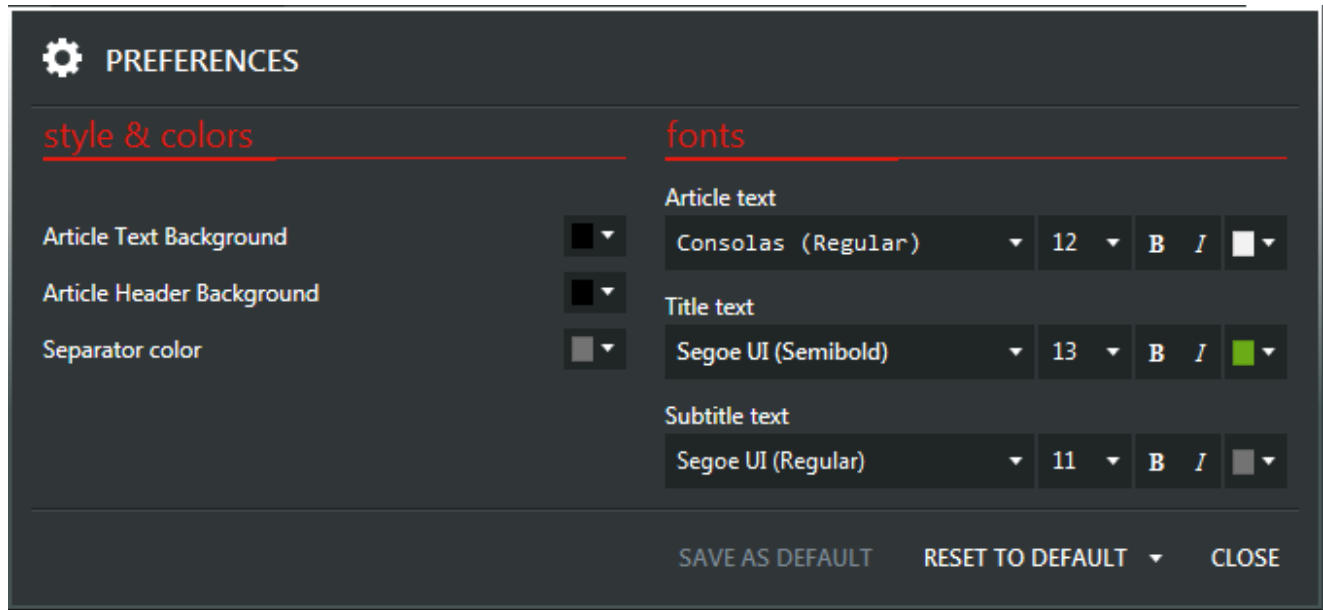 PREFERENCES
style & colors
Article Text Background
Article Header Background
Separator color
fonts
Article text
Consolas (Regular) 12 B I
Title text
Segoe UI (Semibold) 13 B I
Subtitle text
Segoe UI (Regular) 11 B I
SAVE AS DEFAULT RESET TO DEFAULT CLOSE